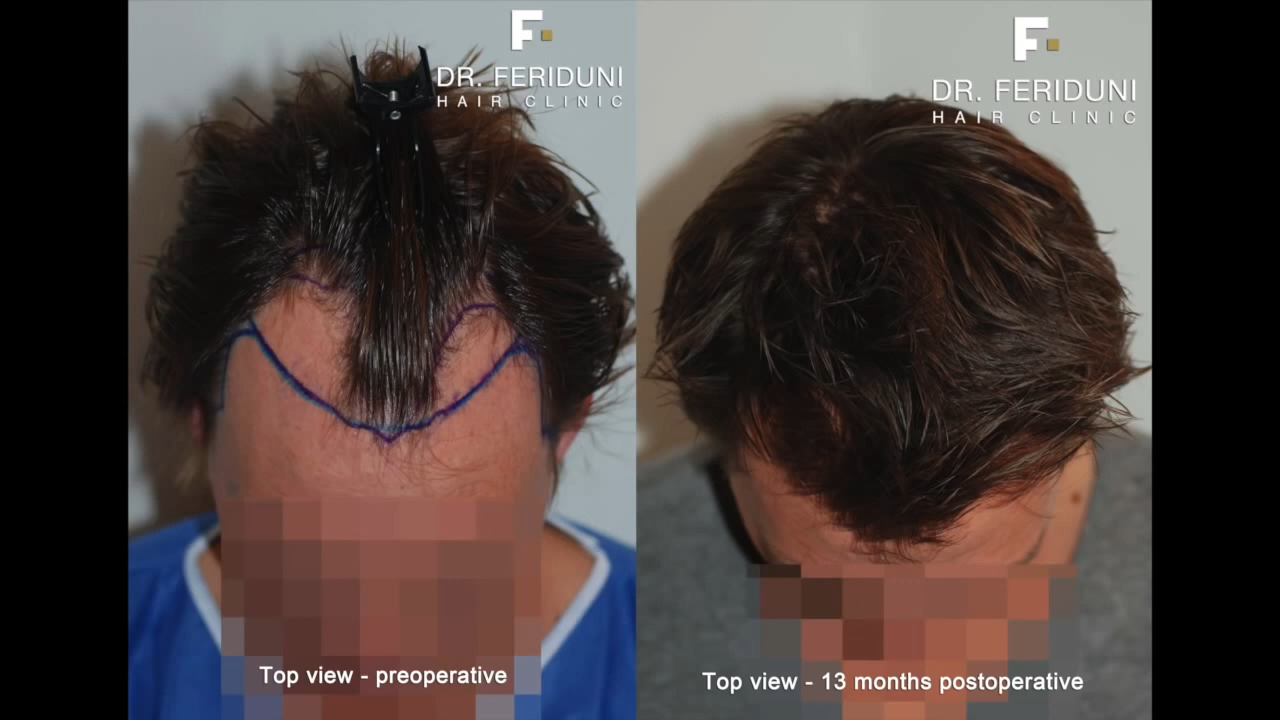 F
DR. FERIDUNI
HAIR CLINIC
Top view - preoperative
F
DR. FERIDUNI
HAIR CLINIC
Top view - 13 months postoperative